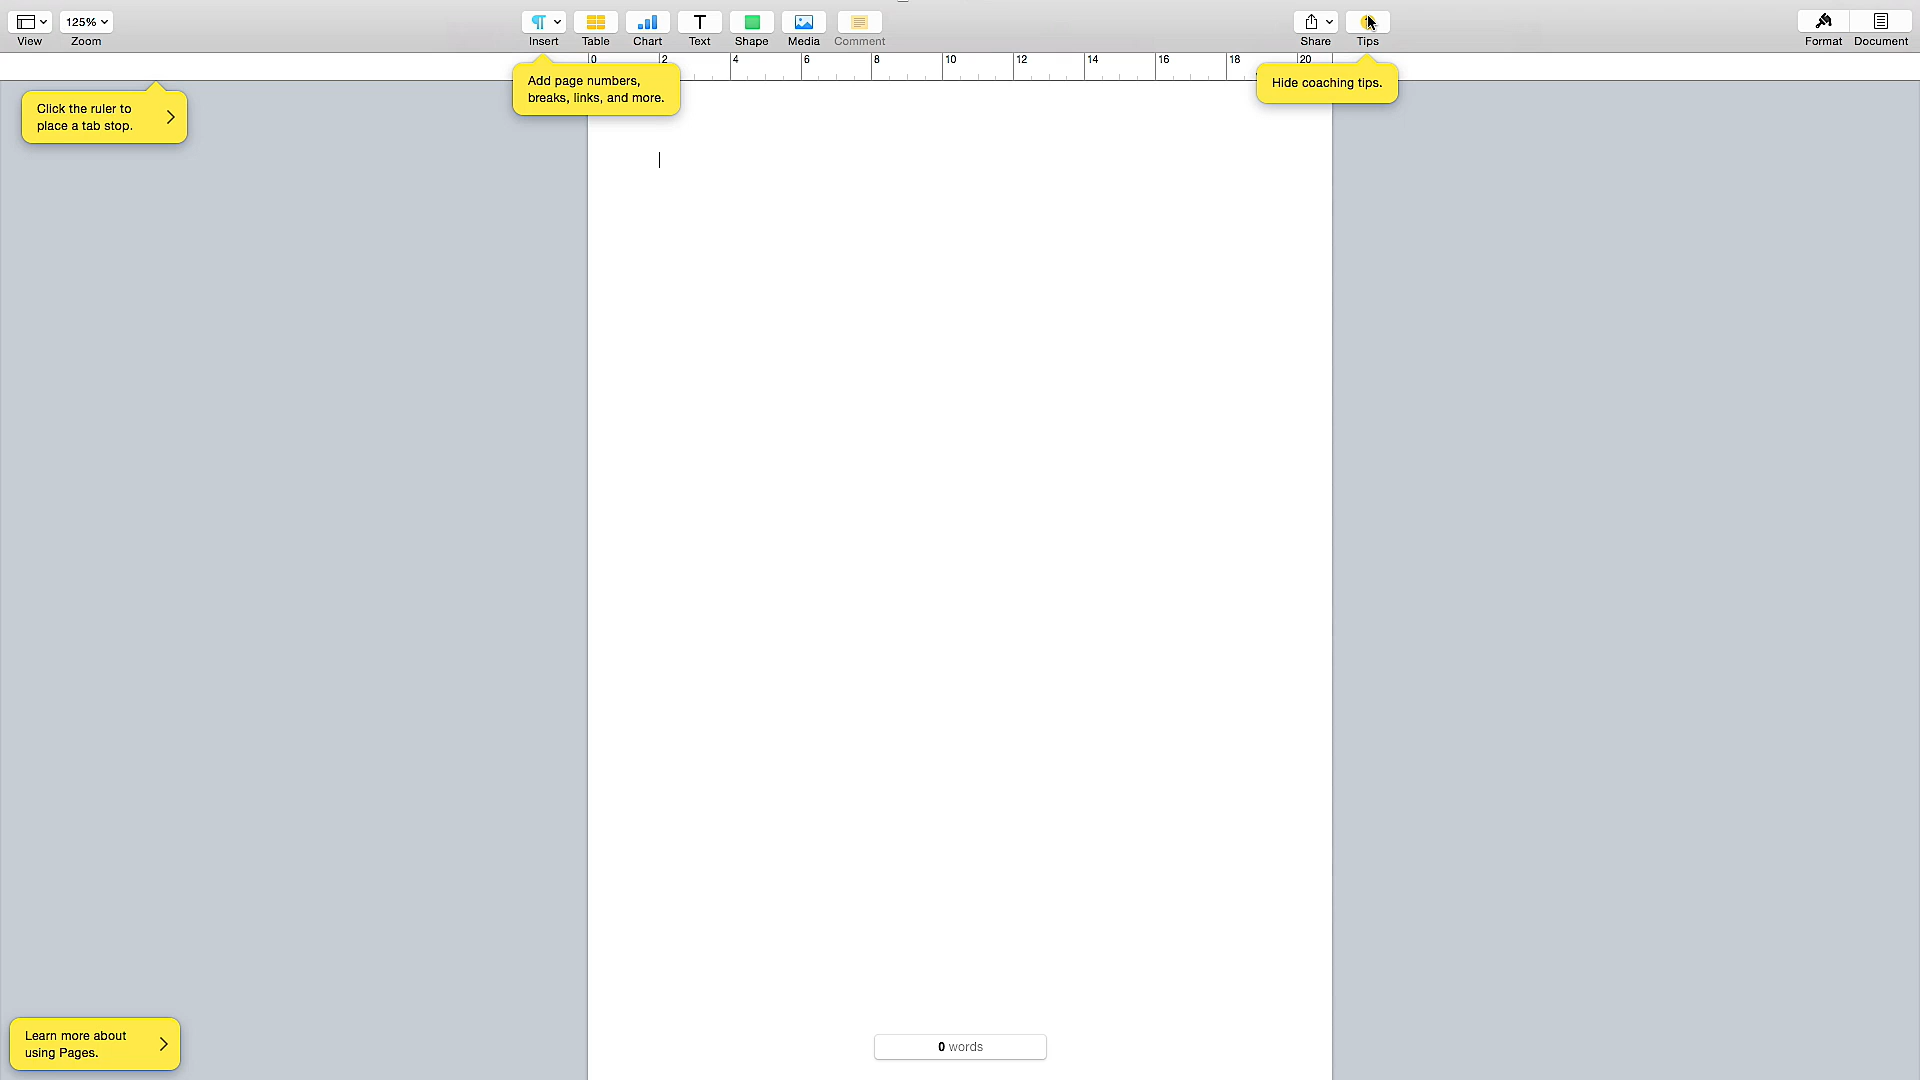 125%
View
Zoom
Insert
Table
Chart
Text
Shape
Media
Comment
Share
Tips
Format
Document
0 2 4 6 8 10 12 14 16 18 20
Click the ruler to
place a tab stop.
Add page numbers,
breaks, links, and more.
Hide coaching tips.
Learn more about
using Pages.
0 words